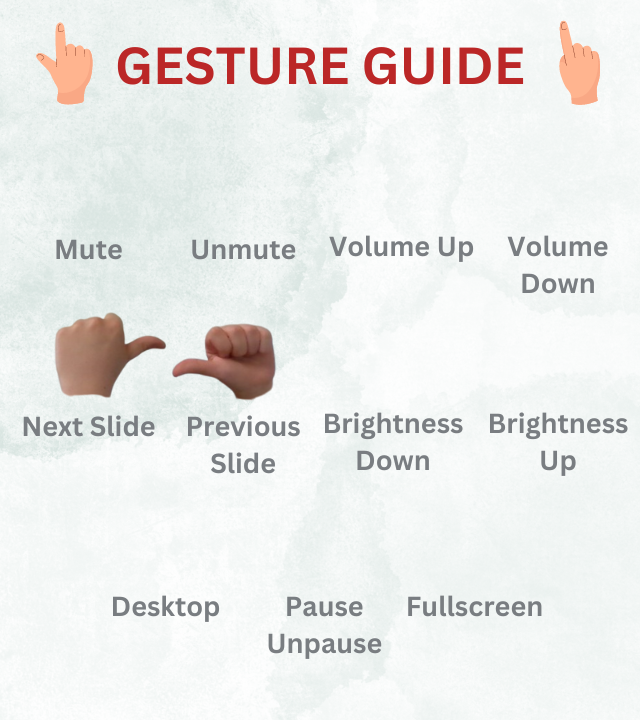 GESTURE GUIDE
Mute
Unmute
Volume Up
Volume
Down
Next Slide
Previous
Slide
Brightness
Down
Brightness
Up
Desktop
Pause
Unpause
Fullscreen